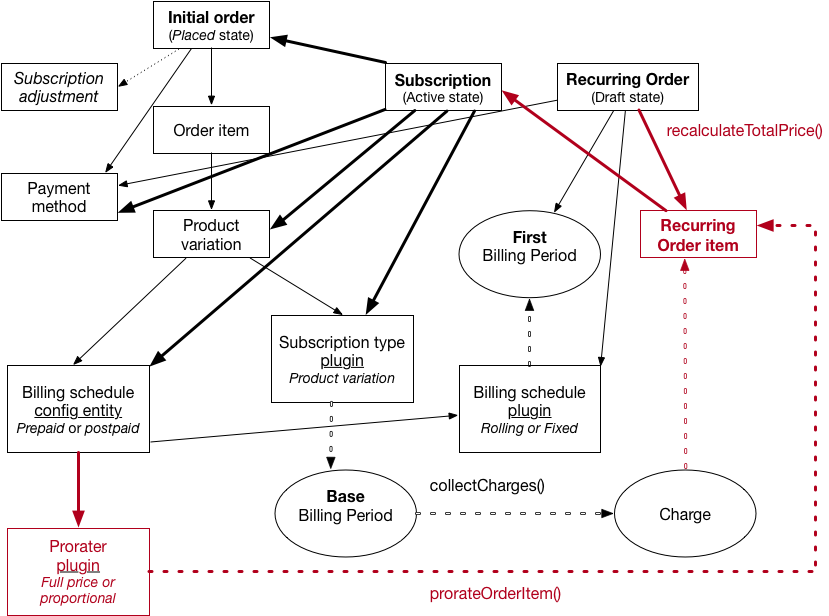 Initial order
(Placed state)
Subscription
adjustment
Subscription
(Active state)
Recurring Order
(Draft state)
Order item
recalculateTotalPrice()
Payment
method
Product
variation
First
Billing Period
Recurring
Order item
Subscription type
plugin
Product variation
Billing schedule
config entity
Prepaid or postpaid
Billing schedule
plugin
Rolling or Fixed
Base
Billing Period
collectCharges()
Charge
Prorater
plugin
Full price or
proportional
prorateOrderItem()